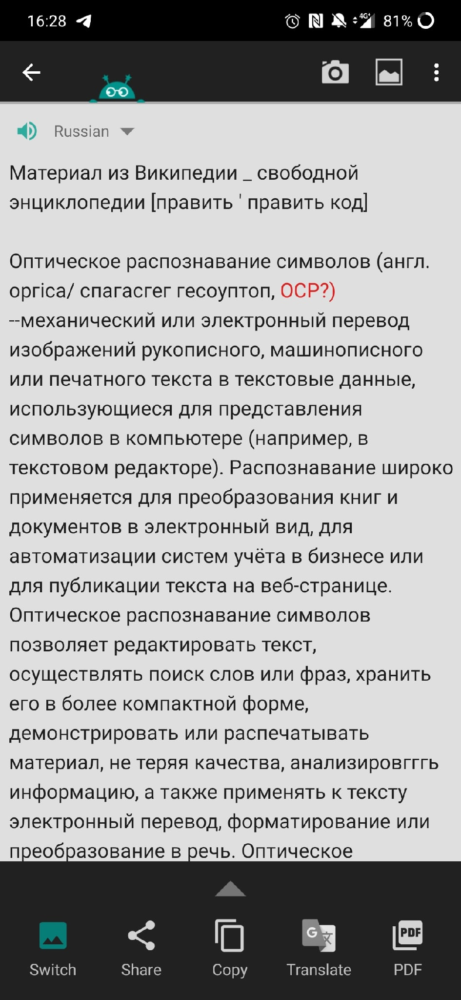 16:28
4G+ 81%
Russian
Материал из Википедии _ свободной
энциклопедии [править ' править код]
Оптическое распознавание символов (англ.
opгica/ спагасгег гесоуптоп, ОСР?)
--механический или электронный перевод
изображений рукописного, машинописного
или печатного текста в текстовые данные,
использующиеся для представления
символов в компьютере (например, в
текстовом редакторе). Распознавание широко
применяется для преобразования книг и
документов в электронный вид, для
автоматизации систем учёта в бизнесе или
для публикации текста на веб-странице.
Оптическое распознавание символов
позволяет редактировать текст,
осуществлять поиск слов или фраз, хранить
его в более компактной форме,
демонстрировать или распечатывать
материал, не теряя качества, анализировгггь
информацию, а также применять к тексту
электронный перевод, форматирование или
преобразование в речь. Оптическое
G 文 PDF
Switch Share Copy Translate PDF